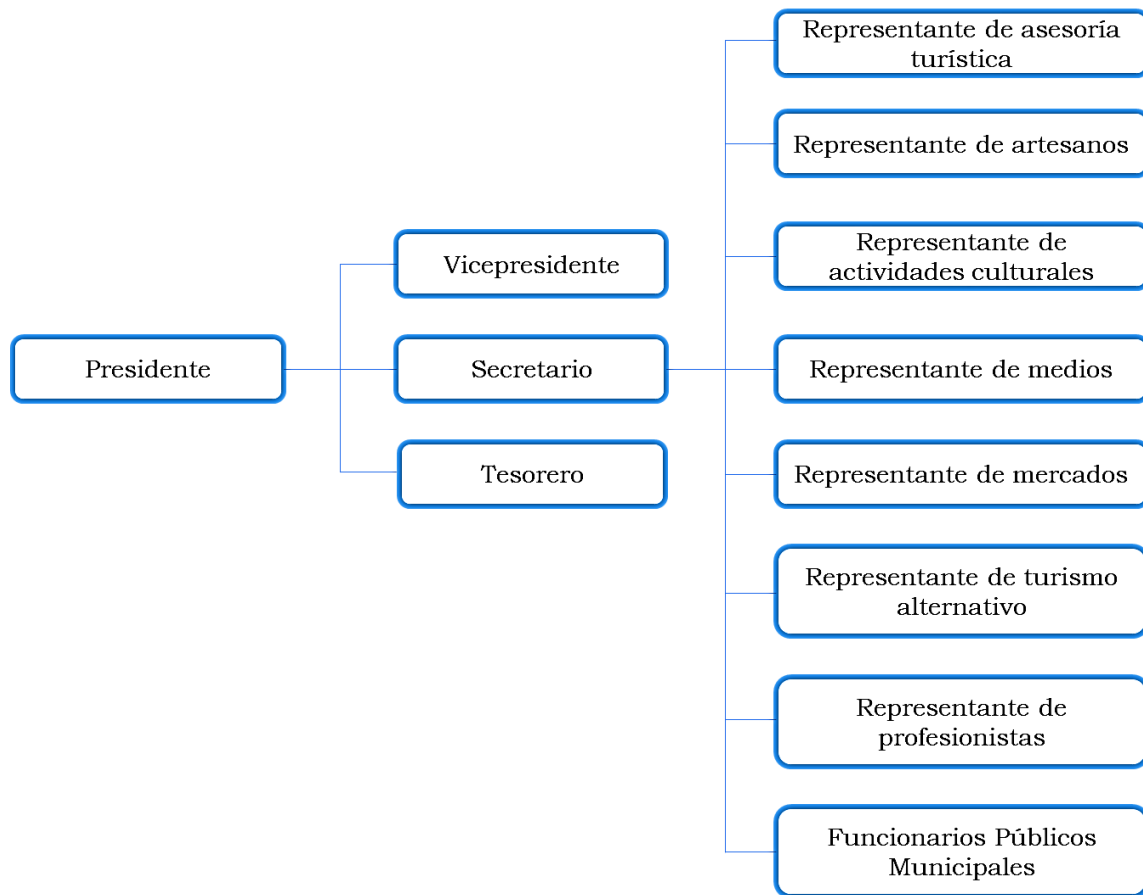 Presidente
Vicepresidente
Secretario
Tesorero
Representante de asesoría
turística
Representante de artesanos
Representante de
actividades culturales
Representante de medios
Representante de mercados
Representante de turismo
alternativo
Representante de
profesionistas
Funcionarios Públicos
Municipales